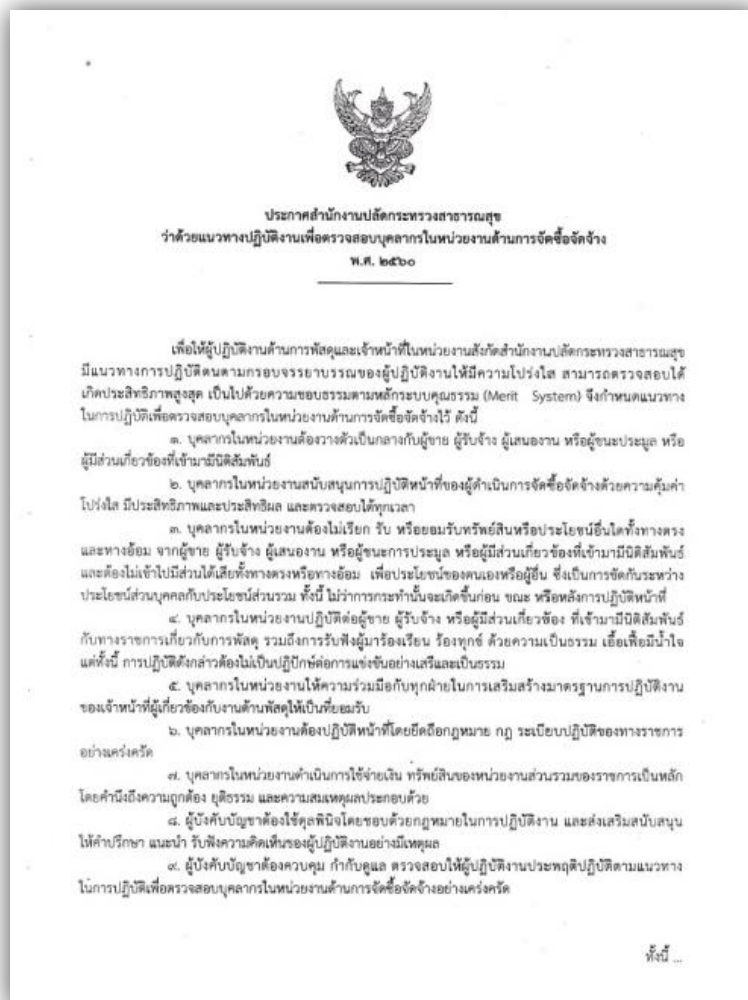 ประกาศสำนักงานปลัดกระทรวงสาธารณสุข
ว่าด้วยแนวทางปฏิบัติงานเพื่อตรวจสอบบุคลากรในหน่วยงานด้านการจัดซื้อจัดจ้าง
พ.ศ. ๒๕๖๐
เพื่อให้ผู้ปฏิบัติงานด้านการพัสดุและเจ้าหน้าที่ในหน่วยงานสังกัดสำนักงานปลัดกระทรวงสาธารณสุข
มีแนวทางการปฏิบัติตนตามกรอบจรรยาบรรณของผู้ปฏิบัติงานให้มีความโปร่งใส สามารถตรวจสอบได้
เกิดประสิทธิภาพสูงสุด เป็นไปด้วยความชอบธรรมตามหลักระบบคุณธรรม (Merit System) จึงกำหนดแนวทาง
ในการปฏิบัติเพื่อตรวจสอบบุคลากรในหน่วยงานด้านการจัดซื้อจัดจ้างไว้ ดังนี้
๑. บุคลากรในหน่วยงานต้องวางตัวเป็นกลางกับผู้ขาย ผู้รับจ้าง ผู้เสนองาน หรือผู้ชนะประมูล หรือ
ผู้มีส่วนเกี่ยวข้องที่เข้ามามีนิติสัมพันธ์
๒. บุคลากรในหน่วยงานสนับสนุนการปฏิบัติหน้าที่ของผู้ดำเนินการจัดซื้อจัดจ้างด้วยความคุ้มค่า
โปร่งใส มีประสิทธิภาพและประสิทธิผล และตรวจสอบได้ทุกเวลา
๓. บุคลากรในหน่วยงานต้องไม่เรียก รับ หรือยอมรับทรัพย์สินหรือประโยชน์อื่นใดทั้งทางตรง
และทางอ้อม จากผู้ขาย ผู้รับจ้าง ผู้เสนองาน หรือผู้ชนะการประมูล หรือผู้มีส่วนเกี่ยวข้องที่เข้ามามีนิติสัมพันธ์
และต้องไม่เข้าไปมีส่วนได้เสียทั้งทางตรงหรือทางอ้อม เพื่อประโยชน์ของตนเองหรือผู้อื่น ซึ่งเป็นการขัดกันระหว่าง
ประโยชน์ส่วนบุคคลกับประโยชน์ส่วนรวม ทั้งนี้ ไม่ว่าการกระทำนั้นจะเกิดขึ้นก่อน ขณะ หรือหลังการปฏิบัติหน้าที่
๔. บุคลากรในหน่วยงานปฏิบัติต่อผู้ขาย ผู้รับจ้าง หรือผู้มีส่วนเกี่ยวข้อง ที่เข้ามามีนิติสัมพันธ์
กับทางราชการเกี่ยวกับการพัสดุ รวมถึงการรับฟังผู้มาร้องเรียน ร้องทุกข์ ด้วยความเป็นธรรม เอื้อเฟื้อมีน้ำใจ
แต่ทั้งนี้ การปฏิบัติดังกล่าวต้องไม่เป็นปฏิปักษ์ต่อการแข่งขันอย่างเสรีและเป็นธรรม
๕. บุคลากรในหน่วยงานให้ความร่วมมือกับทุกฝ่ายในการเสริมสร้างมาตรฐานการปฏิบัติงาน
ของเจ้าหน้าที่ผู้เกี่ยวข้องกับงานด้านพัสดุให้เป็นที่ยอมรับ
๖. บุคลากรในหน่วยงานต้องปฏิบัติหน้าที่โดยยึดถือกฎหมาย กฎ ระเบียบปฏิบัติของทางราชการ
อย่างเคร่งครัด
๗. บุคลากรในหน่วยงานดำเนินการใช้จ่ายเงิน ทรัพย์สินของหน่วยงานส่วนรวมของราชการเป็นหลัก
โดยคำนึงถึงความถูกต้อง ยุติธรรม และความสมเหตุผลประกอบด้วย
๘. ผู้บังคับบัญชาต้องใช้ดุลพินิจโดยชอบด้วยกฎหมายในการปฏิบัติงาน และส่งเสริมสนับสนุน
ให้คำปรึกษา แนะนำ รับฟังความคิดเห็นของผู้ปฏิบัติงานอย่างมีเหตุผล
๙. ผู้บังคับบัญชาต้องควบคุม กำกับดูแล ตรวจสอบให้ผู้ปฏิบัติงานประพฤติปฏิบัติตามแนวทาง
ในการปฏิบัติเพื่อตรวจสอบบุคลากรในหน่วยงานด้านการจัดซื้อจัดจ้างอย่างเคร่งครัด
ทั้งนี้ ...